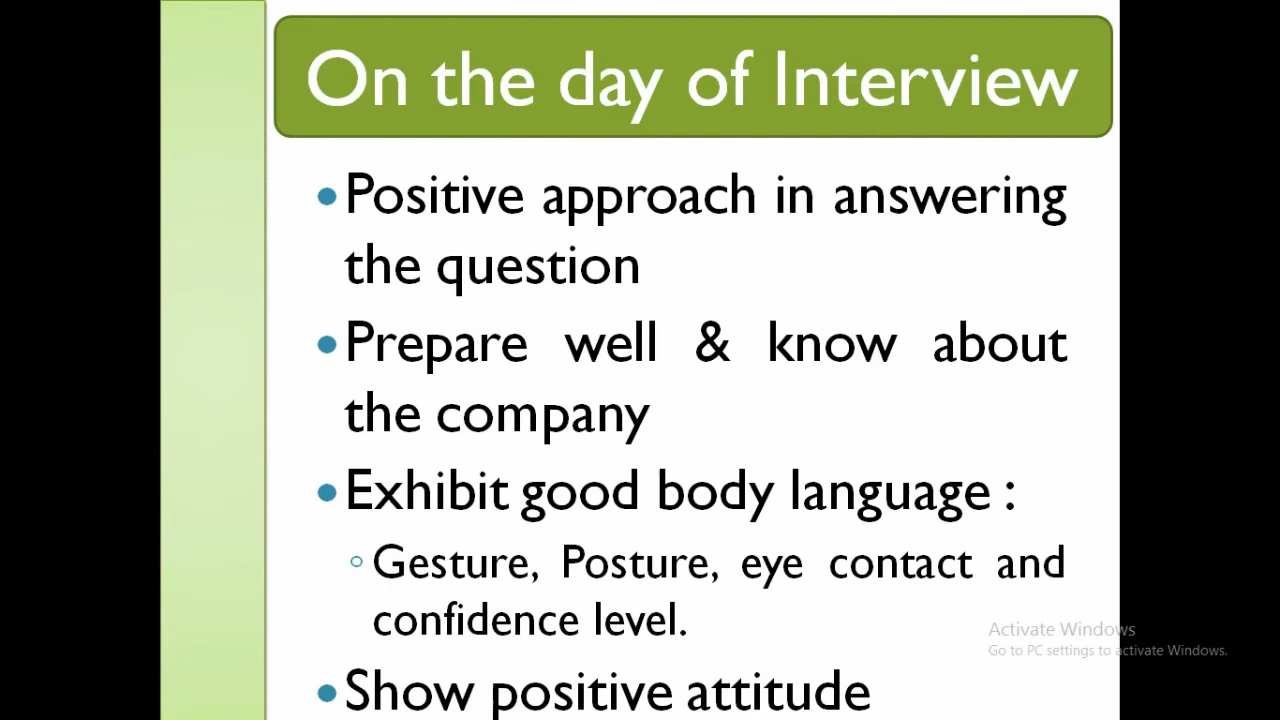 On the day of Interview
•Positive approach in answering
the question
•Prepare well & know about
the company
•Exhibit good body language :
◦Gesture, Posture, eye contact and
confidence level.
Activate Windows
Go to PC settings to activate Windows.
•Show positive attitude